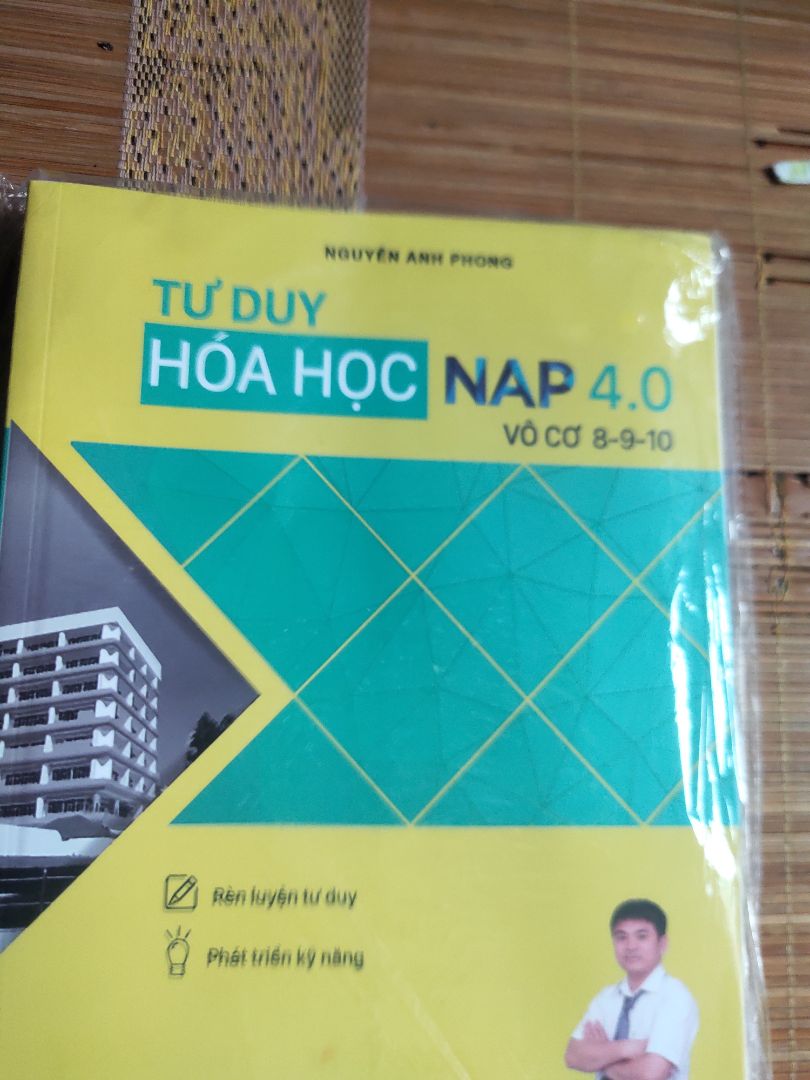 NGUYỄN ANH PHONG
TƯ DUY
HÓA HỌC NAP 4.0
VÔ CƠ 8-9-10
Rèn luyện tư duy
Phát triển kỹ năng